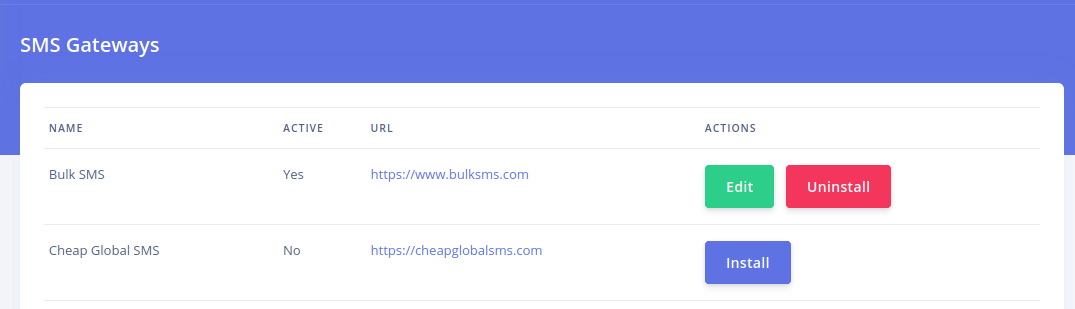 SMS Gateways
NAME ACTIVE URL ACTIONS
Bulk SMS Yes https://www.bulksms.com Edit Uninstall
Cheap Global SMS No https://cheapglobalsms.com Install